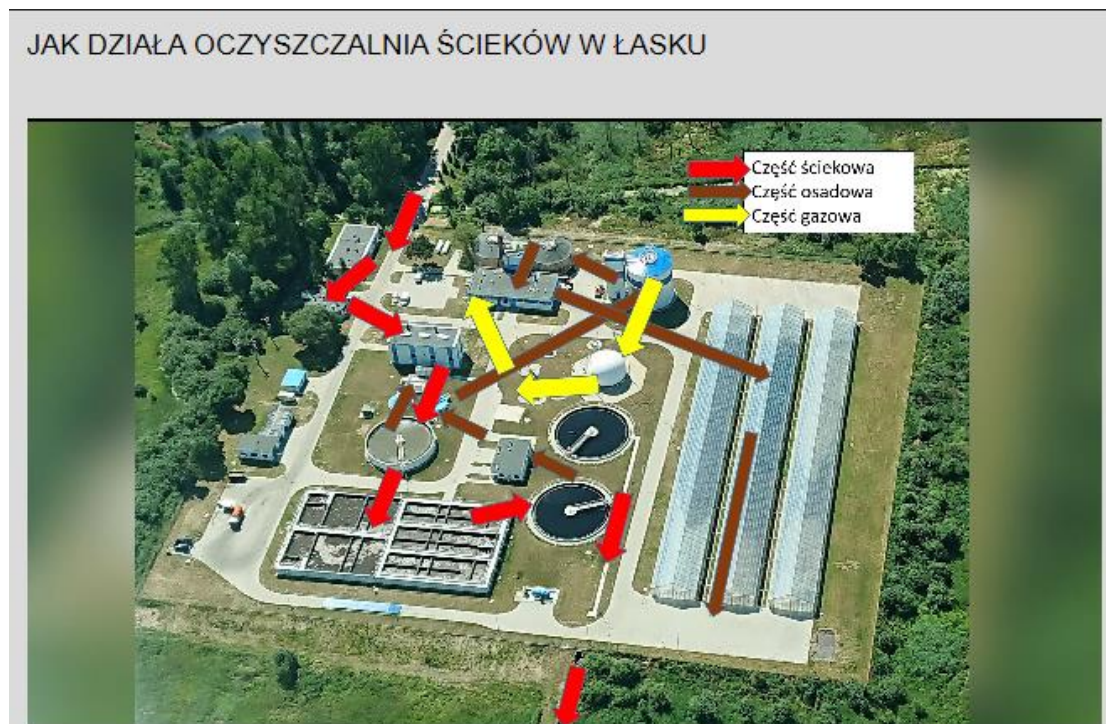 JAK DZIAŁA OCZYSZCZALNIA ŚCIEKÓW W ŁASKU
Część ściekowa
Część osadowa
Część gazowa